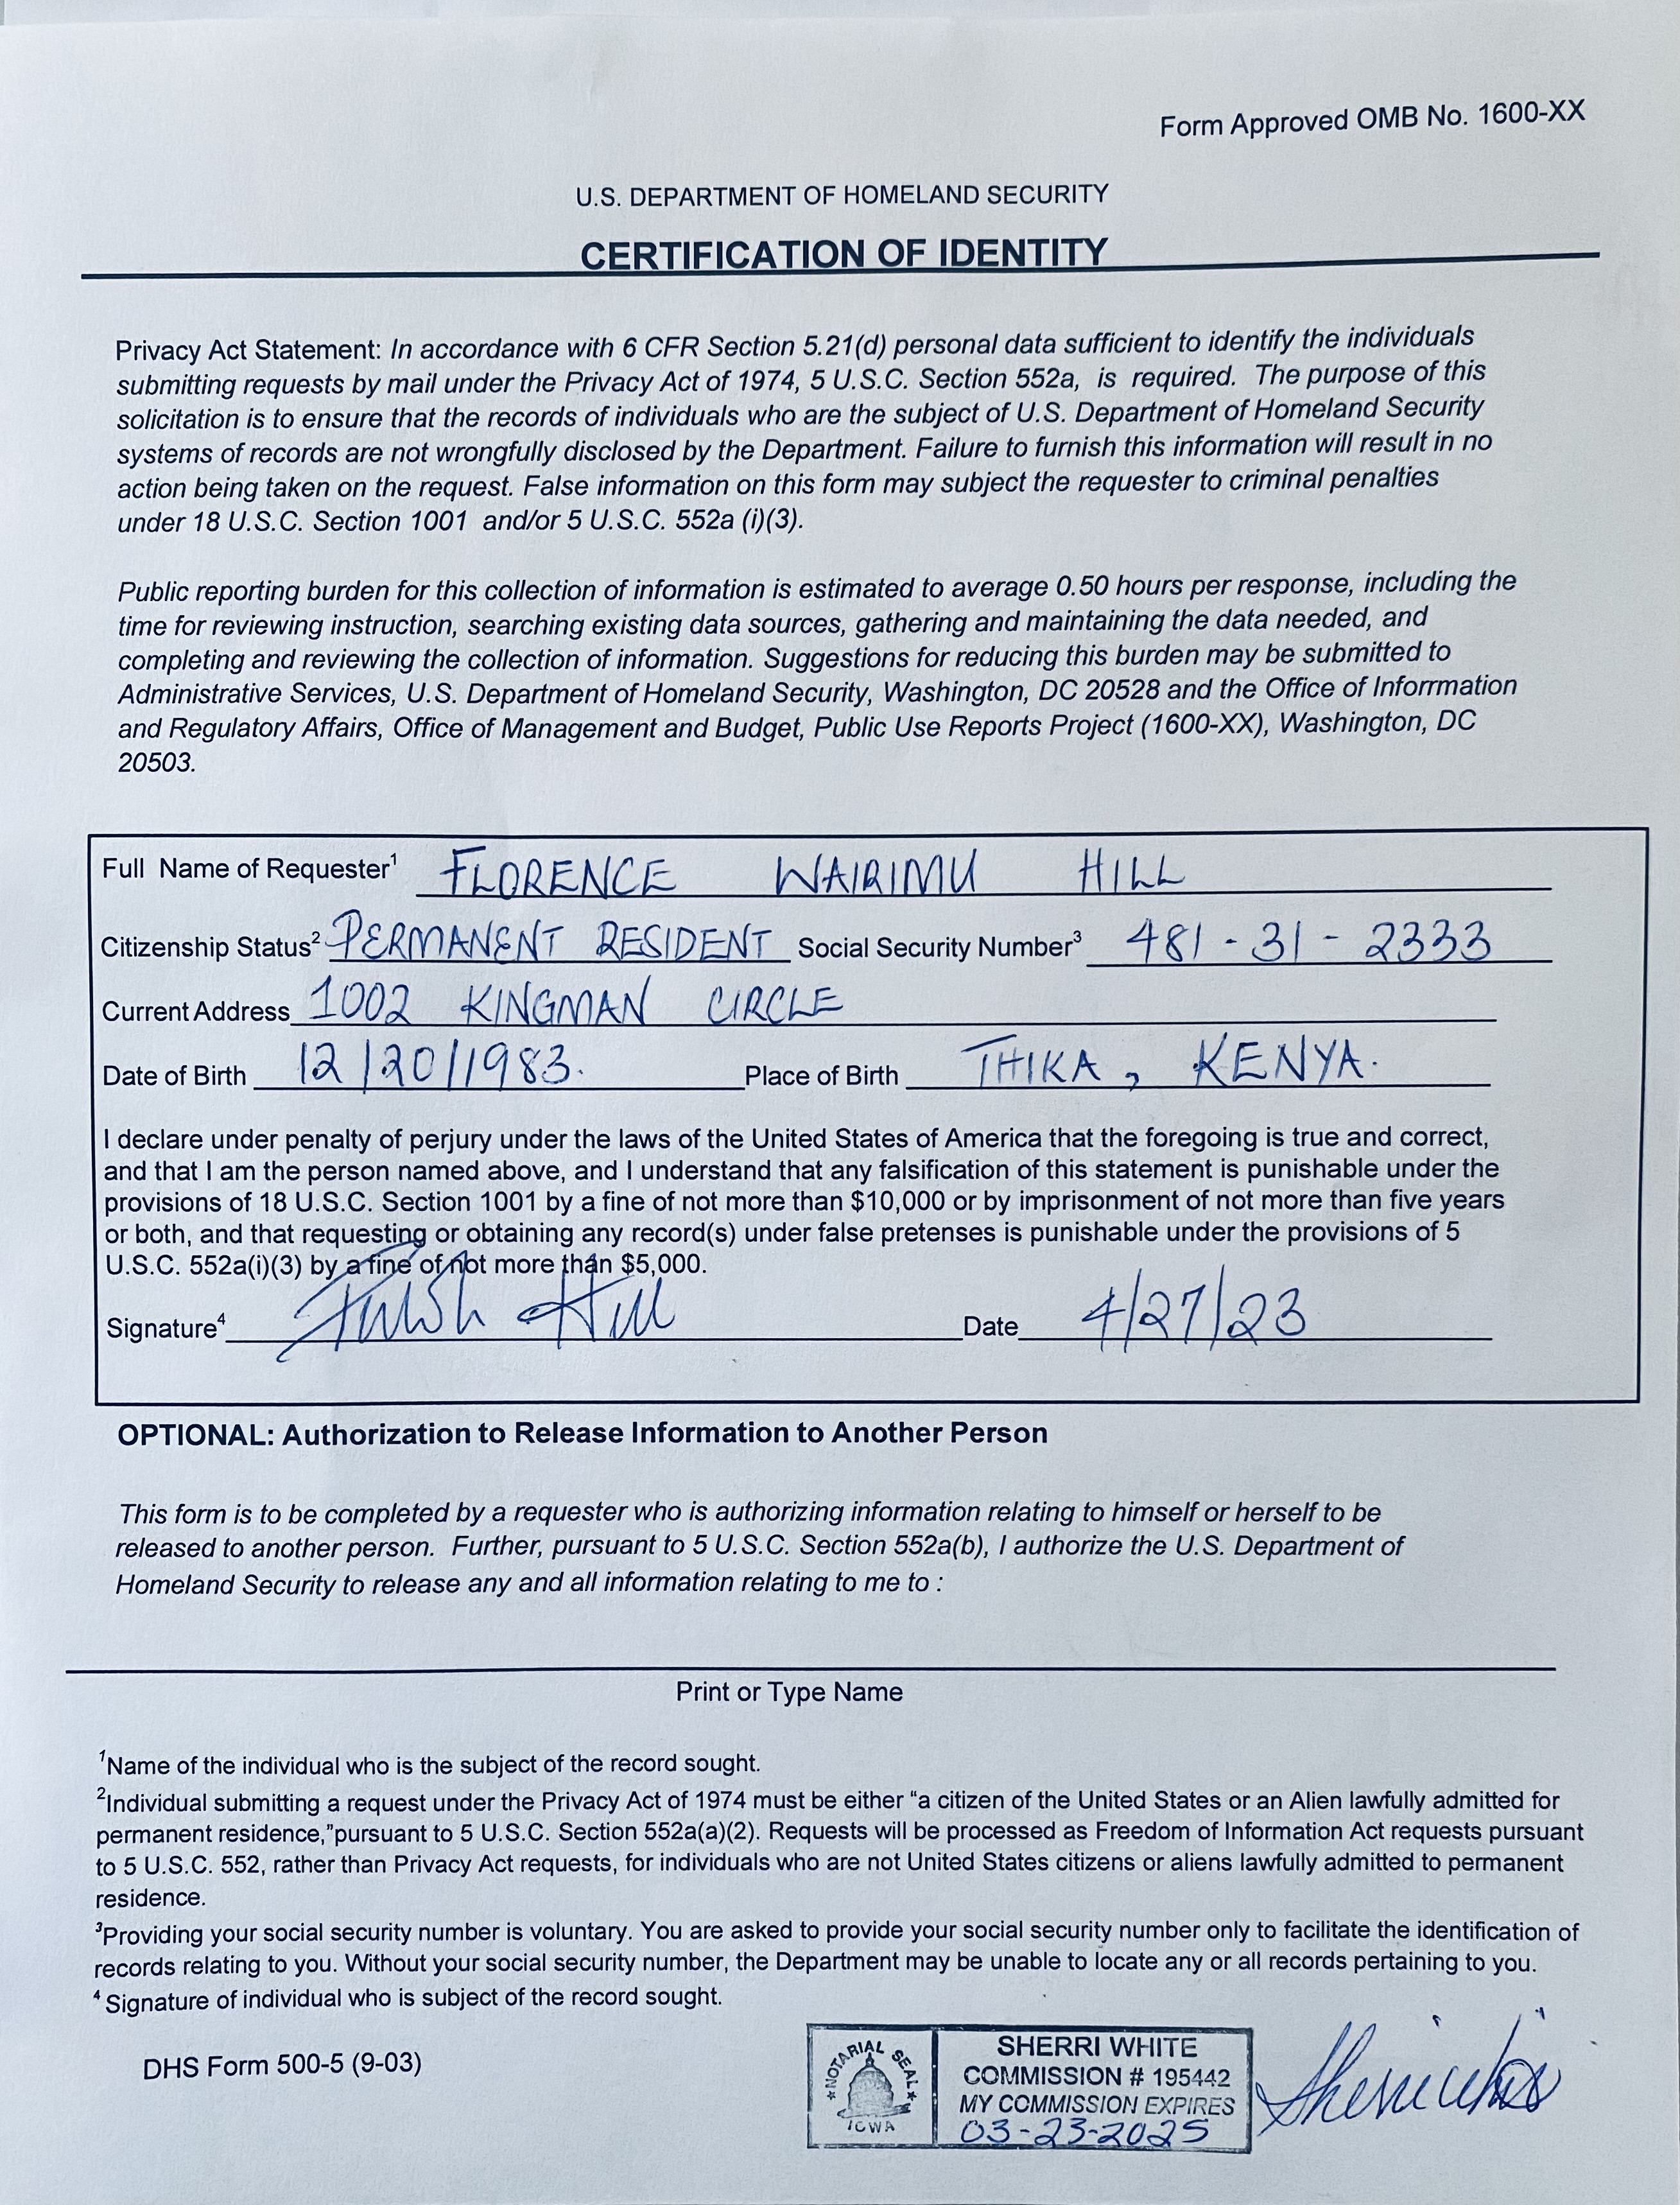 Form Approved OMB No. 1600-XX
U.S. DEPARTMENT OF HOMELAND SECURITY
CERTIFICATION OF IDENTITY
Privacy Act Statement: In accordance with 6 CFR Section 5.21(d) personal data sufficient to identify the individuals
submitting requests by mail under the Privacy Act of 1974, 5 U.S.C. Section 552a, is required. The purpose of this
solicitation is to ensure that the records of individuals who are the subject of U.S. Department of Homeland Security
systems of records are not wrongfully disclosed by the Department. Failure to furnish this information will result in no
action being taken on the request. False information on this form may subject the requester to criminal penalties
under 18 U.S.C. Section 1001 and/or 5 U.S.C. 552a (i)(3).
Public reporting burden for this collection of information is estimated to average 0.50 hours per response, including the
time for reviewing instruction, searching existing data sources, gathering and maintaining the data needed, and
completing and reviewing the collection of information. Suggestions for reducing this burden may be submitted to
Administrative Services, U.S. Department of Homeland Security, Washington, DC 20528 and the Office of Inforrmation
and Regulatory Affairs, Office of Management and Budget, Public Use Reports Project (1600-XX), Washington, DC
20503.
Full Name of Requester1 FLORENCE WAIRIMU HILL
Citizenship Status2 PERMANENT RESIDENT Social Security Number3 481-31-2333
Current Address 1002 KINGMAN CIRCLE
Date of Birth 12/20/1983. Place of Birth THIKA, KENYA.
I declare under penalty of perjury under the laws of the United States of America that the foregoing is true and correct,
and that I am the person named above, and I understand that any falsification of this statement is punishable under the
provisions of 18 U.S.C. Section 1001 by a fine of not more than $10,000 or by imprisonment of not more than five years
or both, and that requesting or obtaining any record(s) under false pretenses is punishable under the provisions of 5
U.S.C. 552a(i)(3) by a fine of not more than $5,000.
Signature4 Hill Date 4/27/23
OPTIONAL: Authorization to Release Information to Another Person
This form is to be completed by a requester who is authorizing information relating to himself or herself to be
released to another person. Further, pursuant to 5 U.S.C. Section 552a(b), I authorize the U.S. Department of
Homeland Security to release any and all information relating to me to :
Print or Type Name
1Name of the individual who is the subject of the record sought.
2Individual submitting a request under the Privacy Act of 1974 must be either “a citizen of the United States or an Alien lawfully admitted for
permanent residence,”pursuant to 5 U.S.C. Section 552a(a)(2). Requests will be processed as Freedom of Information Act requests pursuant
to 5 U.S.C. 552, rather than Privacy Act requests, for individuals who are not United States citizens or aliens lawfully admitted to permanent
residence.
3Providing your social security number is voluntary. You are asked to provide your social security number only to facilitate the identification of
records relating to you. Without your social security number, the Department may be unable to locate any or all records pertaining to you.
4 Signature of individual who is subject of the record sought.
DHS Form 500-5 (9-03)
NOTARIAL SEAL
IOWA
SHERRI WHITE
COMMISSION # 195442
MY COMMISSION EXPIRES
03-23-2025